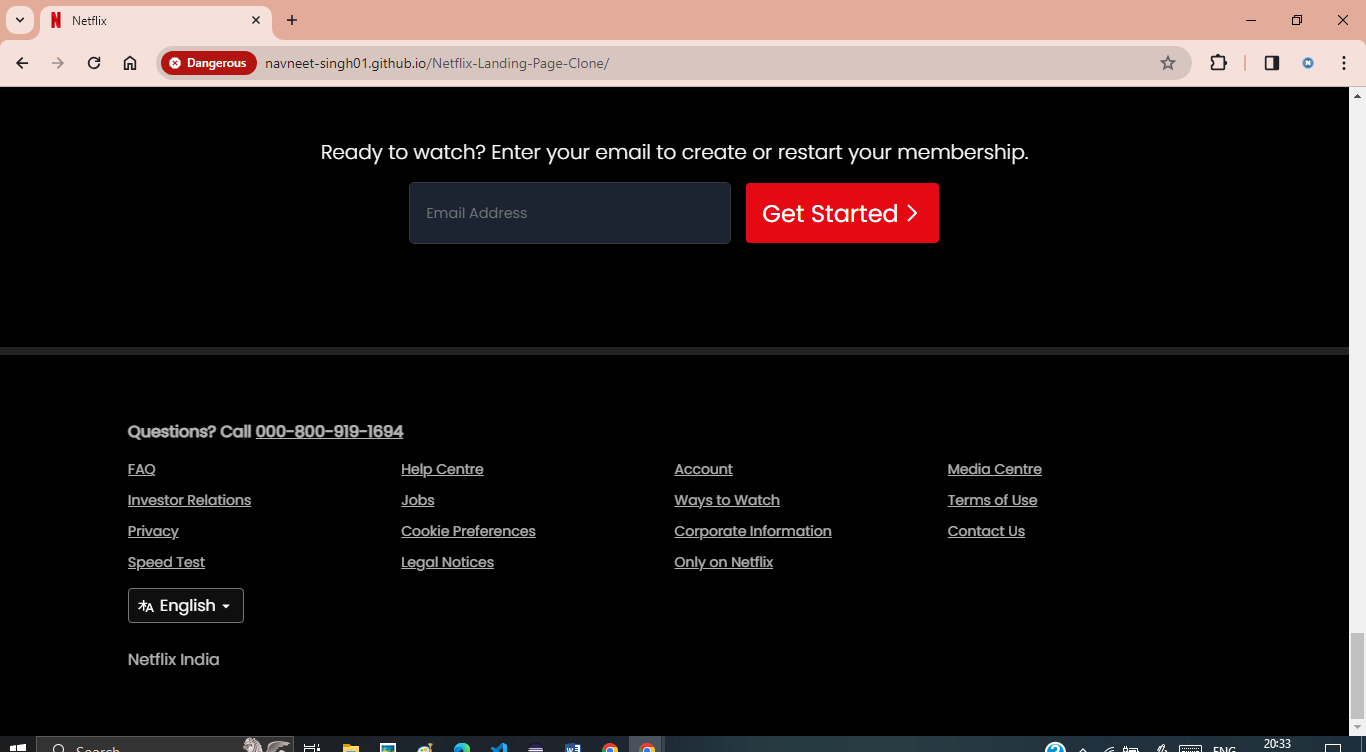 Netflix
Dangerous navneet-singh01.github.io/Netflix-Landing-Page-Clone/
Ready to watch? Enter your email to create or restart your membership.
Email Address Get Started
Questions? Call 000-800-919-1694
FAQ Help Centre Account Media Centre
Investor Relations Jobs Ways to Watch Terms of Use
Privacy Cookie Preferences Corporate Information Contact Us
Speed Test Legal Notices Only on Netflix
English
Netflix India
Search ENG 20:33